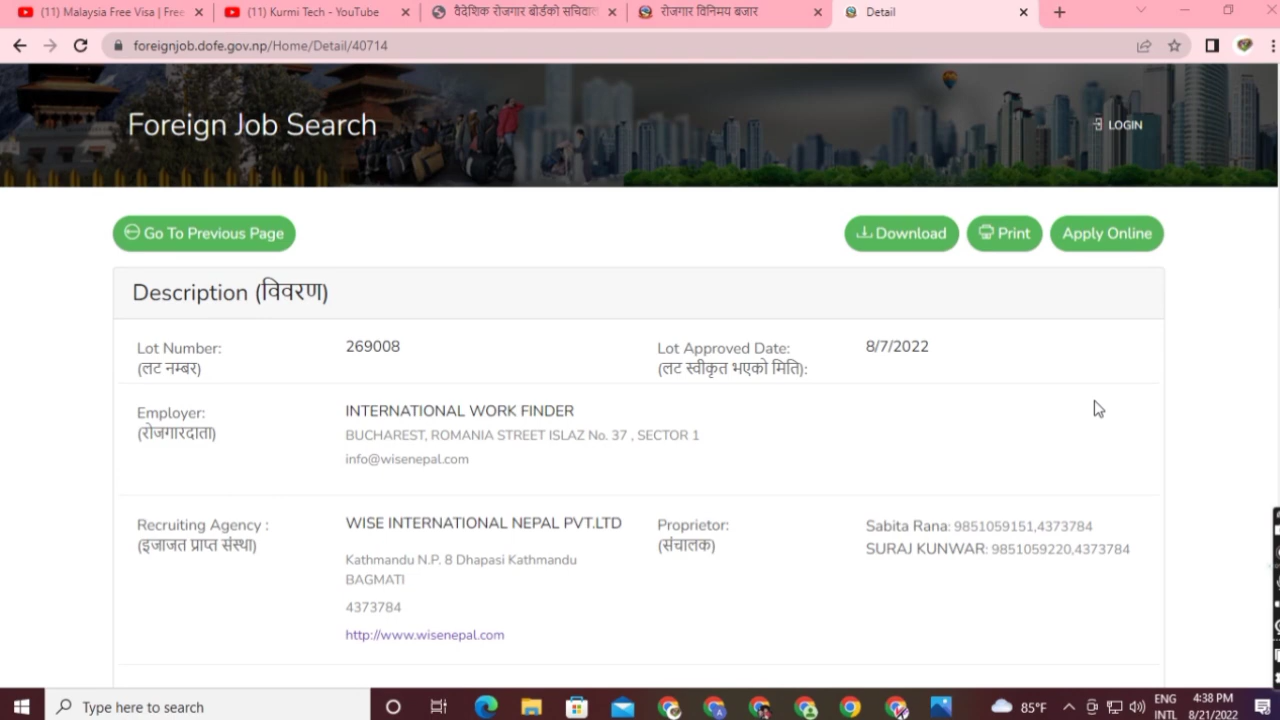 (11) Malaysia Free Visa | Free
(11) Kurmi Tech - YouTube
वैदेशिक रोजगार बोर्डको सचिवाल
रोजगार विनिमय बजार
Detail
foreignjob.dofe.gov.np/Home/Detail/40714
Foreign Job Search
LOGIN
Go To Previous Page
Download
Print
Apply Online
Description (विवरण)
Lot Number: 269008 Lot Approved Date: 8/7/2022
(लट नम्बर) (लट स्वीकृत भएको मिति):
Employer: INTERNATIONAL WORK FINDER
(रोजगारदाता) BUCHAREST, ROMANIA STREET ISLAZ No. 37 , SECTOR 1
info@wisenepal.com
Recruiting Agency : WISE INTERNATIONAL NEPAL PVT.LTD Proprietor: Sabita Rana: 9851059151,4373784
(इजाजत प्राप्त संस्था) (संचालक) SURAJ KUNWAR: 9851059220,4373784
Kathmandu N.P. 8 Dhapasi Kathmandu
BAGMATI
4373784
http://www.wisenepal.com
Type here to search
85°F
ENG
INTL
4:38 PM
8/21/2022